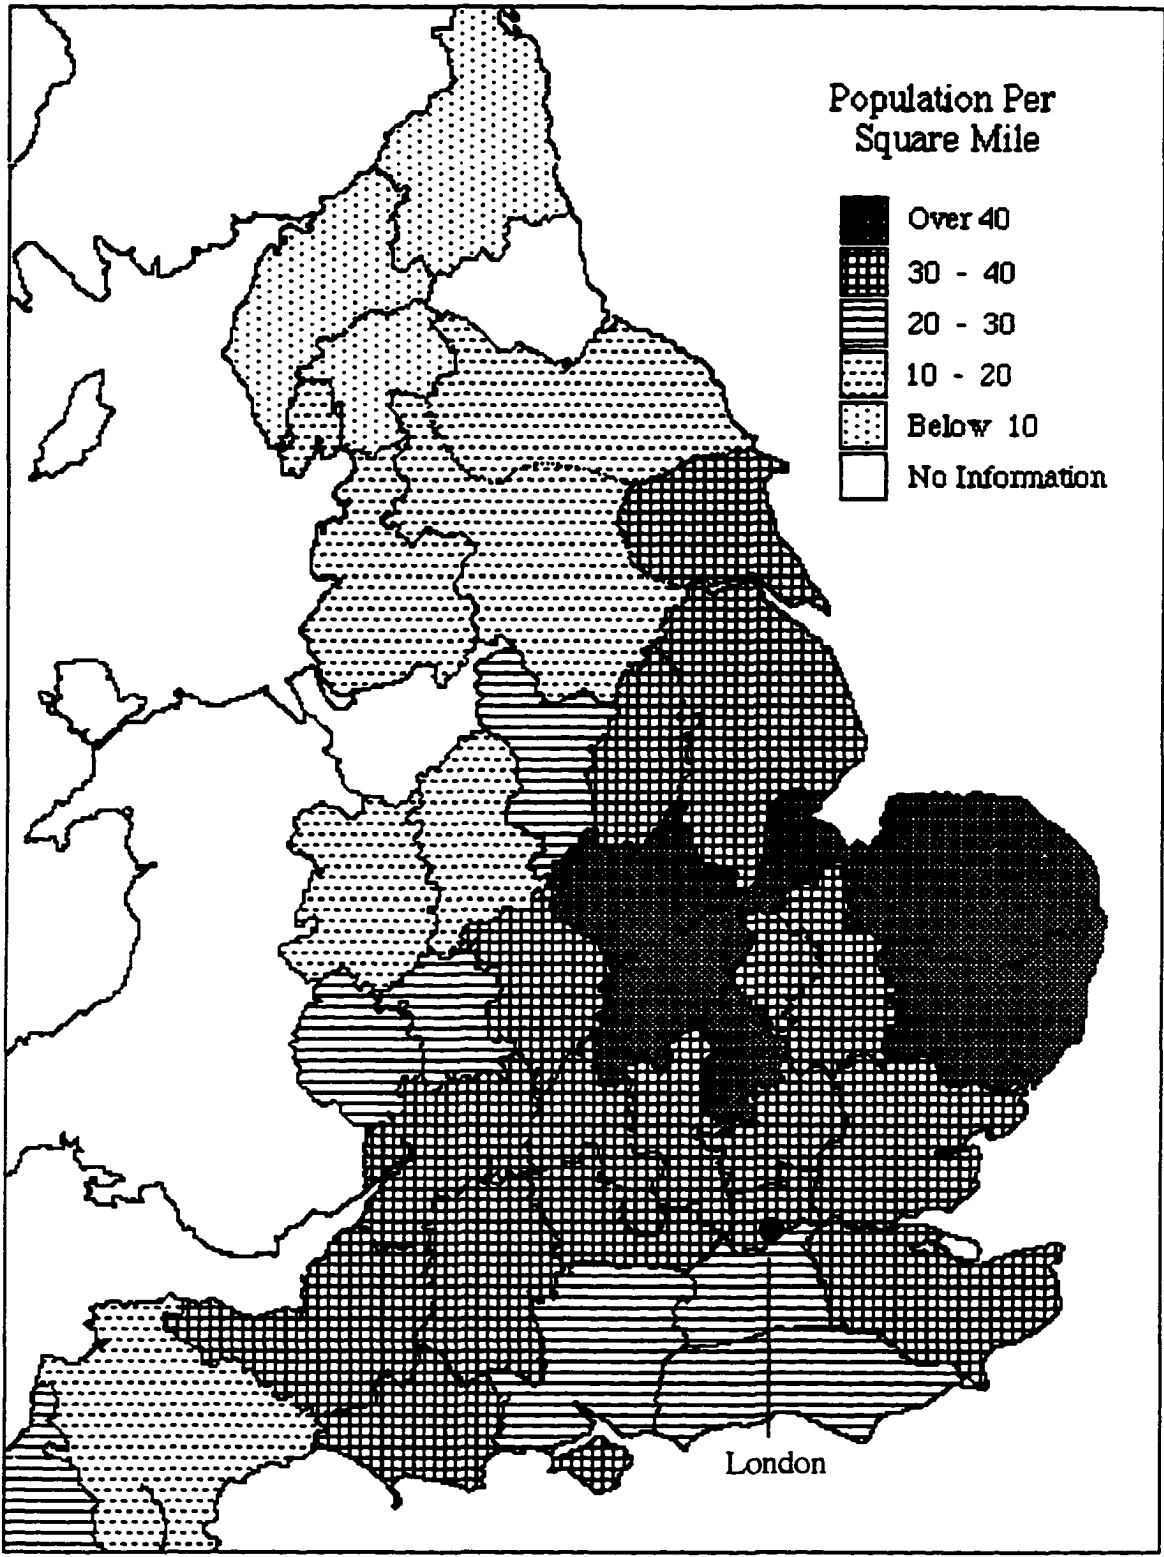 Population Per
Square Mile
Over 40
30 - 40
20 - 30
10 - 20
Below 10
No Information
London